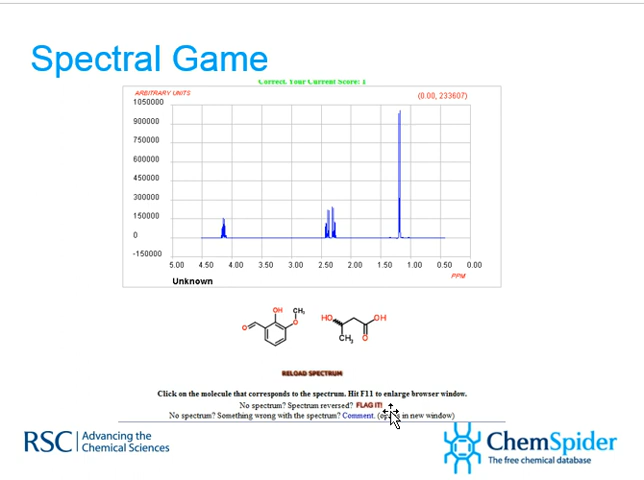 Spectral Game
Correct. Your Current Score: 1
ARBITRARY UNITS
(0.00, 233607)
1050000
900000
750000
600000
450000
300000
150000
0
-150000
5.00 4.50 4.00 3.50 3.00 2.50 2.00 1.50 1.00 0.50 0.00
PPM
Unknown
OH CH3
O O
HO OH
CH3 O
RELOAD SPECTRUM
Click on the molecule that corresponds to the spectrum. Hit F11 to enlarge browser window.
No spectrum? Spectrum reversed? FLAG IT!
No spectrum? Something wrong with the spectrum? Comment. in new window)
RSC Advancing the
Chemical Sciences
ChemSpider
The free chemical database